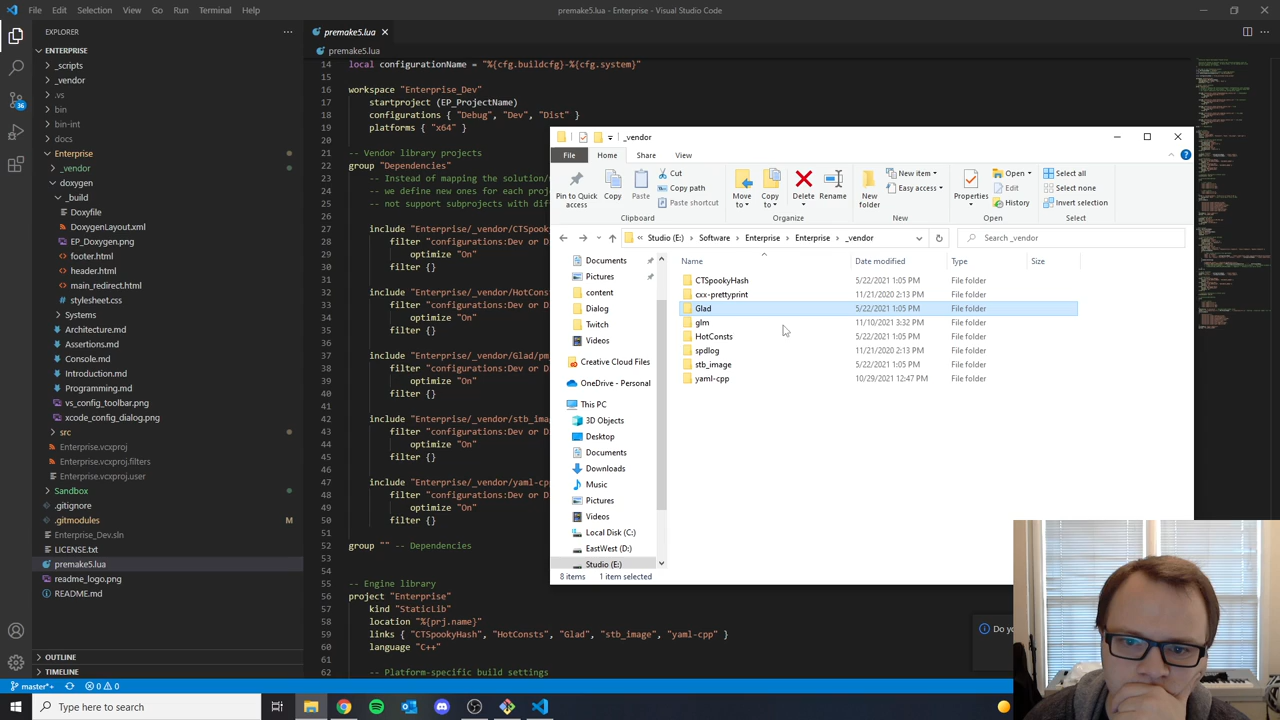 File Edit Selection View Go Run Terminal Help
premake5.lua - Enterprise - Visual Studio Code
EXPLORER
ENTERPRISE
_scripts
_vendor
.vs
bin
bin-int
docs
Enterprise
_vendor
doxygen
_build
Doxyfile
DoxygenLayout.xml
EP_Doxygen.png
footer.html
header.html
main_redirect.html
stylesheet.css
Systems
Architecture.md
Assertions.md
Console.md
Introduction.md
Programming.md
vs_config_toolbar.png
xcode_config_dialog.png
src
Enterprise.vcxproj
Enterprise.vcxproj.filters
Enterprise.vcxproj.user
Sandbox
.gitignore
.gitmodules M
Enterprise_Dev.sln
LICENSE.txt
premake5.lua
readme_logo.png
README.md
OUTLINE
TIMELINE
36
premake5.lua
premake5.lua
14 local configurationName = "%{cfg.buildcfg}-%{cfg.system}"
15
16 workspace "Enterprise_Dev"
17 startproject (EP_ProjectName)
18 configurations { "Debug", "Dev", "Dist" }
19 platforms { "x64" }
20
21 -- Vendor library projects
22 group "Dependencies"
23 -- Instead of mapping the solution/
24 -- we define new ones for each proj
25 -- not support subprojects with dif
26
27 include "Enterprise/_vendor/CTSpook
28 filter "configurations:Dev or D
29 optimize "On"
30 filter {}
31
32 include "Enterprise/_vendor/HotCons
33 filter "configurations:Dev or D
34 optimize "On"
35 filter {}
36
37 include "Enterprise/_vendor/Glad/pm
38 filter "configurations:Dev or D
39 optimize "On"
40 filter {}
41
42 include "Enterprise/_vendor/stb_ima
43 filter "configurations:Dev or D
44 optimize "On"
45 filter {}
46
47 include "Enterprise/_vendor/yaml-cp
48 filter "configurations:Dev or D
49 optimize "On"
50 filter {}
51
52 group "" -- Dependencies
53
54
55 -- Engine library
56 project "Enterprise"
57 kind "StaticLib"
58 location "%{prj.name}"
59 links { "CTSpookyHash", "HotConsts", "Glad", "stb_image", "yaml-cpp" }
60 language "C++"
61
62 -- Platform-specific build settings
_vendor
File Home Share View
Pin to Quick access
Copy
Paste
Cut
Copy path
Paste shortcut
Clipboard
Move to
Copy to
Delete
Rename
Organize
New folder
New item
Easy access
New
Properties
Open
Edit
History
Open
Select all
Select none
Invert selection
Select
Studio (E:) Software Enterprise Enterprise _vendor
Search _vendor
Documents
Pictures
content
Dialog
Twitch
Videos
Creative Cloud Files
OneDrive - Personal
This PC
3D Objects
Desktop
Documents
Downloads
Music
Pictures
Videos
Local Disk (C:)
EastWest (D:)
Studio (E:)
Name Date modified Type Size
CTSpookyHash 5/22/2021 1:05 PM File folder
cxx-prettyprint 11/21/2020 2:13 PM File folder
Glad 5/22/2021 1:05 PM File folder
glm 11/10/2021 3:32 PM File folder
HotConsts 5/22/2021 1:05 PM File folder
spdlog 11/21/2020 2:13 PM File folder
stb_image 5/22/2021 1:05 PM File folder
yaml-cpp 10/29/2021 12:47 PM File folder
8 items 1 item selected
Do yo
master*+ 0 0
Type here to search